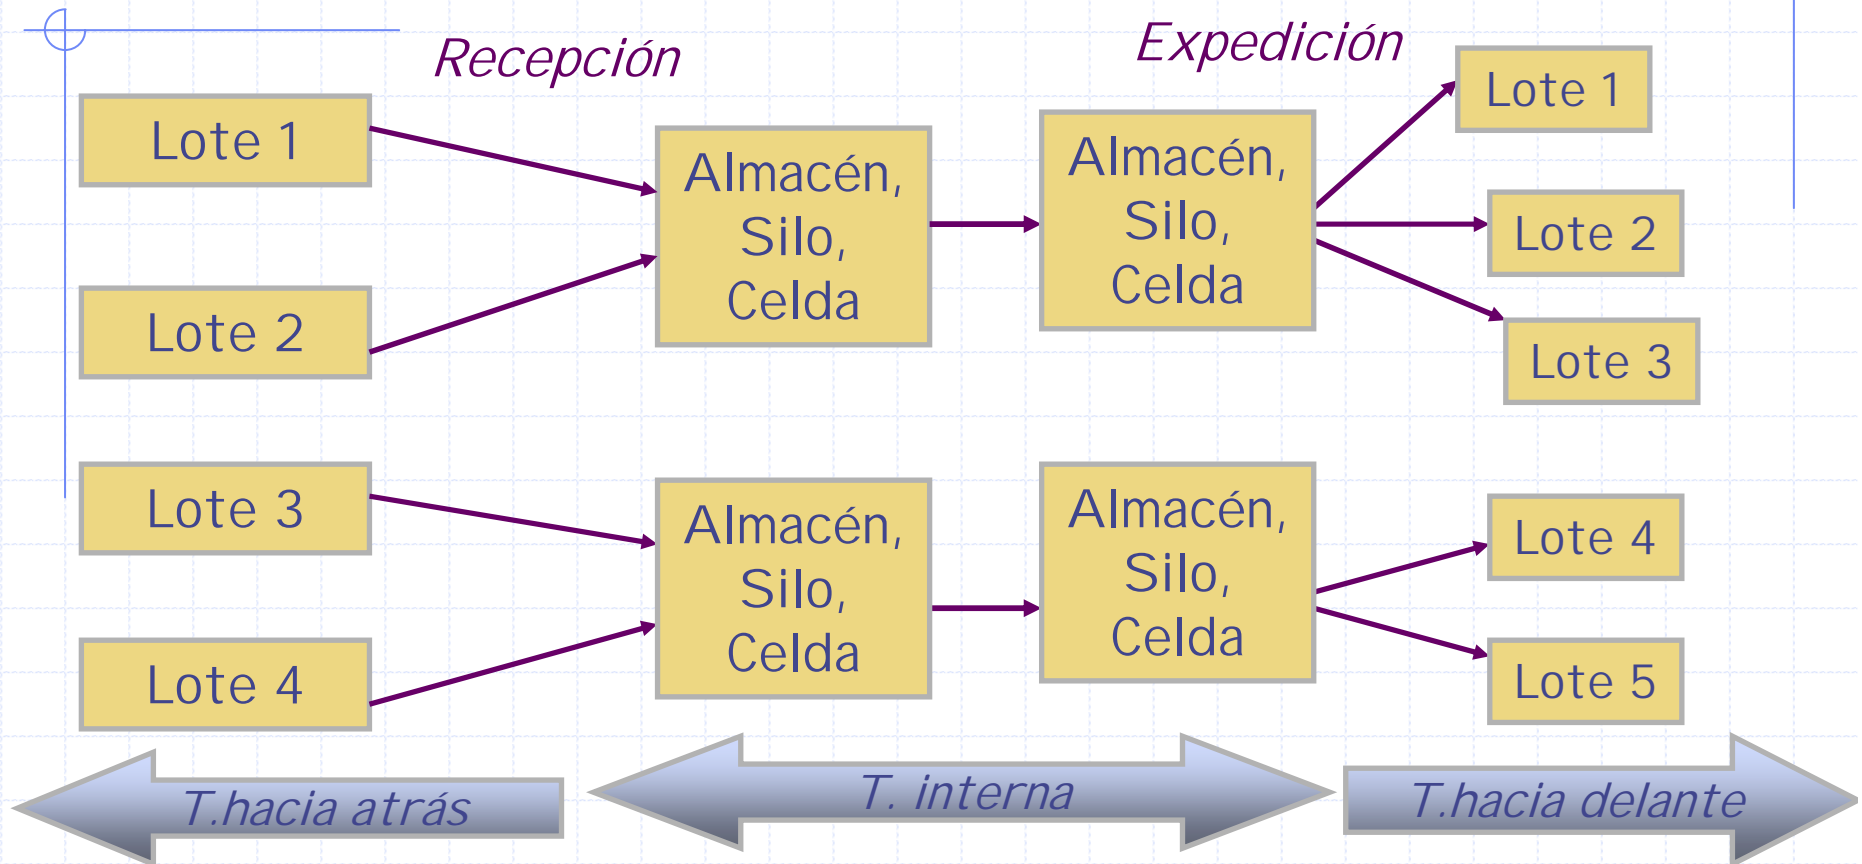 Recepción
Expedición
Lote 1
Lote 2
Lote 3
Lote 4
Almacén,
Silo,
Celda
Almacén,
Silo,
Celda
Almacén,
Silo,
Celda
Almacén,
Silo,
Celda
Lote 1
Lote 2
Lote 3
Lote 4
Lote 5
T.hacia atrás
T. interna
T.hacia delante